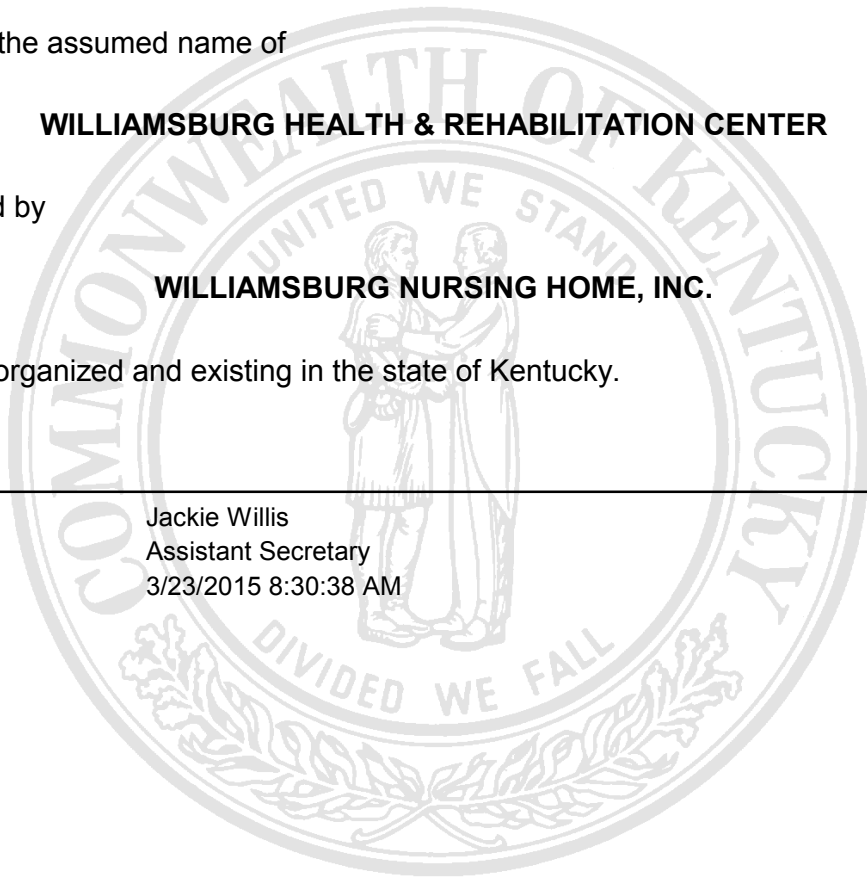 the assumed name of
WILLIAMSBURG HEALTH & REHABILITATION CENTER
d by
WILLIAMSBURG NURSING HOME, INC.
organized and existing in the state of Kentucky.
Jackie Willis
Assistant Secretary
3/23/2015 8:30:38 AM
COMMONWEALTH OF KENTUCKY
UNITED WE STAND
DIVIDED WE FALL